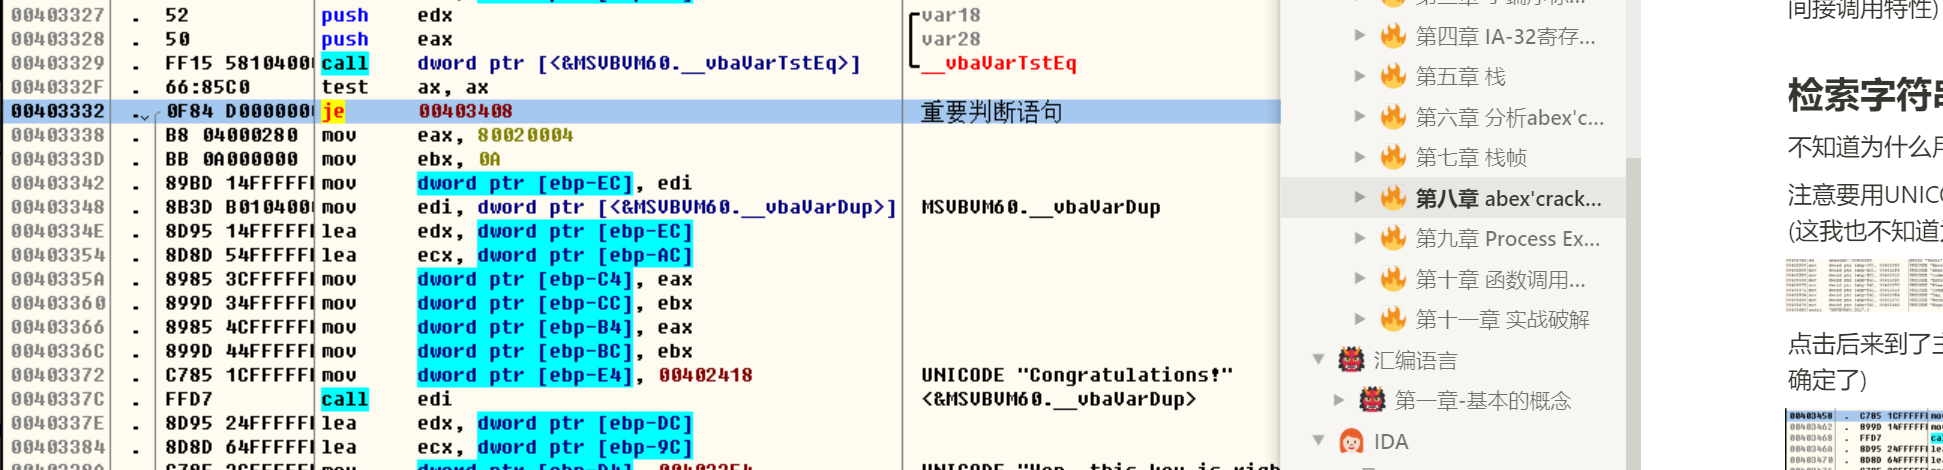 00403327 . 52 push edx var18
00403328 . 50 push eax var28
00403329 . FF15 58104000 call dword ptr [<&MSVBVM60.__vbaVarTstEq>] __vbaVarTstEq
0040332F . 66:85C0 test ax, ax
00403332 . 0F84 D0000000 je 00403408 重要判断语句
00403338 . B8 04000280 mov eax, 80020004
0040333D . BB 0A000000 mov ebx, 0A
00403342 . 89BD 14FFFFFF mov dword ptr [ebp-EC], edi
00403348 . 8B3D B0104000 mov edi, dword ptr [<&MSVBVM60.__vbaVarDup>] MSVBVM60.__vbaVarDup
0040334E . 8D95 14FFFFFF lea edx, dword ptr [ebp-EC]
00403354 . 8D8D 54FFFFFF lea ecx, dword ptr [ebp-AC]
0040335A . 8985 3CFFFFFF mov dword ptr [ebp-C4], eax
00403360 . 899D 34FFFFFF mov dword ptr [ebp-CC], ebx
00403366 . 8985 4CFFFFFF mov dword ptr [ebp-B4], eax
0040336C . 899D 44FFFFFF mov dword ptr [ebp-BC], ebx
00403372 . C785 1CFFFFFF mov dword ptr [ebp-E4], 00402418 UNICODE "Congratulations!"
0040337C . FFD7 call edi <&MSVBVM60.__vbaVarDup>
0040337E . 8D95 24FFFFFF lea edx, dword ptr [ebp-DC]
00403384 . 8D8D 64FFFFFF lea ecx, dword ptr [ebp-9C]
第四章 IA-32寄存...
第五章 栈
第六章 分析abex'c...
第七章 栈帧
第八章 abex'crack...
第九章 Process Ex...
第十章 函数调用...
第十一章 实战破解
汇编语言
第一章-基本的概念
IDA
间接调用特性)
检索字符串
不知道为什么用
注意要用UNICO
(这我也不知道
点击后来到了主
确定了)